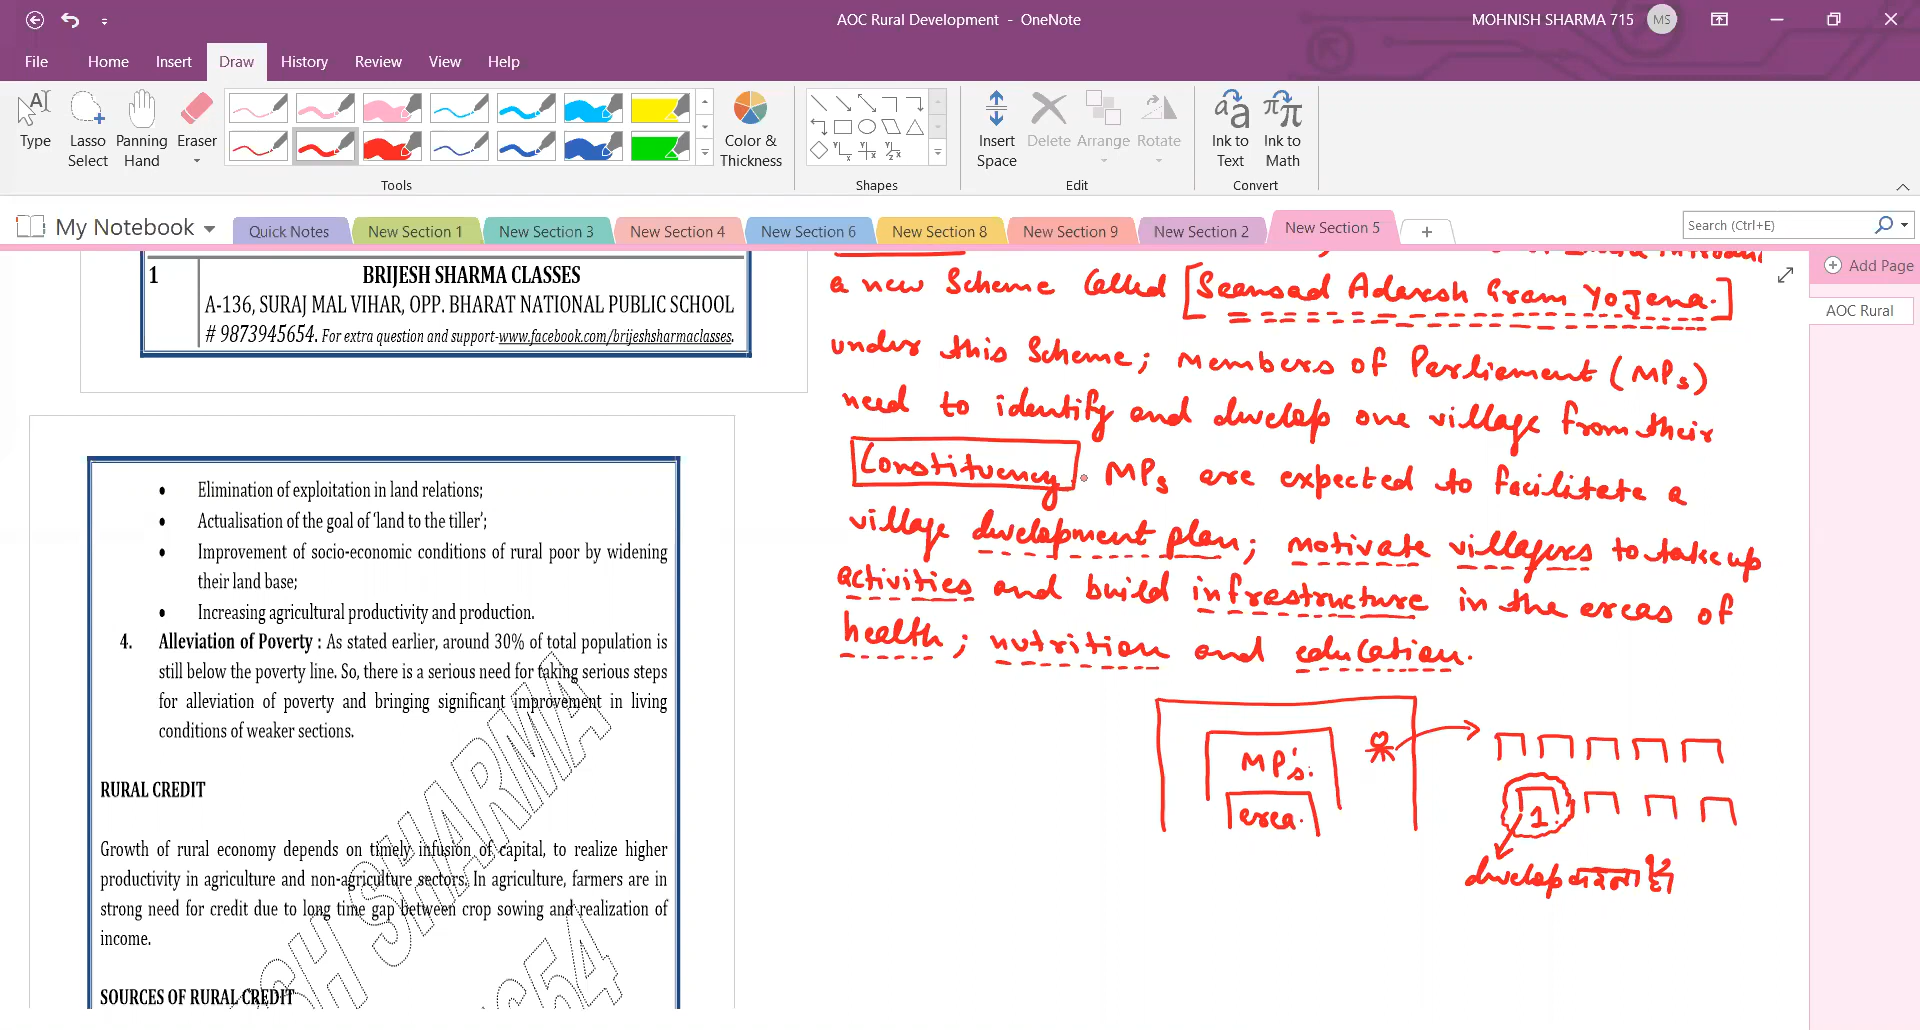 AOC Rural Development - OneNote
MOHNISH SHARMA 715
MS
File
Home
Insert
Draw
History
Review
View
Help
Type
Lasso Select
Panning Hand
Eraser
Color & Thickness
Insert Space
Delete
Arrange
Rotate
Ink to Text
Ink to Math
Tools
Shapes
Edit
Convert
My Notebook
Quick Notes
New Section 1
New Section 3
New Section 4
New Section 6
New Section 8
New Section 9
New Section 2
New Section 5
Search (Ctrl+E)
Add Page
AOC Rural
1
BRIJESH SHARMA CLASSES
A-136, SURAJ MAL VIHAR, OPP. BHARAT NATIONAL PUBLIC SCHOOL
# 9873945654. For extra question and support-www.facebook.com/brijeshsharmaclasses.
• Elimination of exploitation in land relations;
• Actualisation of the goal of 'land to the tiller';
• Improvement of socio-economic conditions of rural poor by widening
their land base;
• Increasing agricultural productivity and production.
4. Alleviation of Poverty : As stated earlier, around 30% of total population is
still below the poverty line. So, there is a serious need for taking serious steps
for alleviation of poverty and bringing significant improvement in living
conditions of weaker sections.
RURAL CREDIT
Growth of rural economy depends on timely infusion of capital, to realize higher
productivity in agriculture and non-agriculture sectors. In agriculture, farmers are in
strong need for credit due to long time gap between crop sowing and realization of
income.
SOURCES OF RURAL CREDIT
SH SHARMA
a new Scheme Called [Saansad Adarsh Gram Yojana.]
under this Scheme; Members of Parliament (MPs)
need to identify and develop one village from their
Constituency. MPs are expected to facilitate a
village development plan; motivate villagers to take up
activities and build infrastructure in the areas of
health; nutrition and education.
MP's.
area.
1
develop करना है